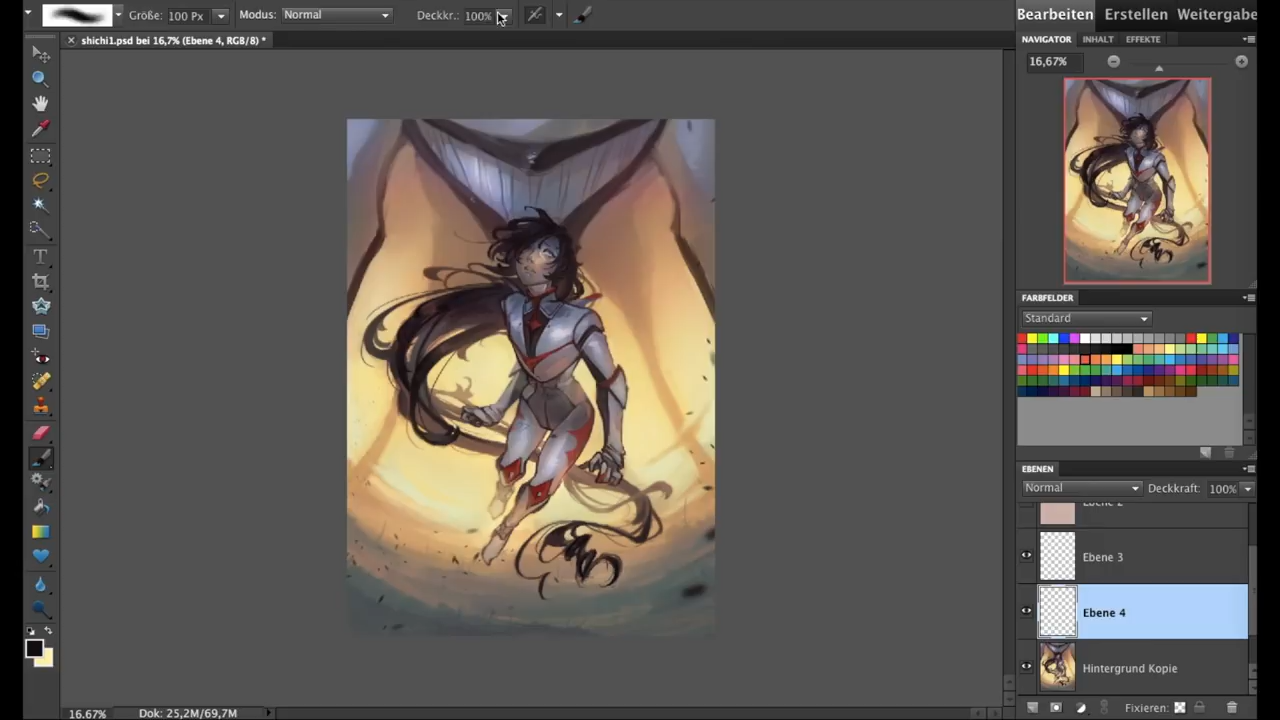 Größe: 100 Px Modus: Normal Deckkr.: 100%
Bearbeiten Erstellen Weitergabe
shichi1.psd bei 16,7% (Ebene 4, RGB/8) *
NAVIGATOR INHALT EFFEKTE
16,67%
FARBFELDER
Standard
EBENEN
Normal Deckkraft: 100%
Ebene 2
Ebene 3
Ebene 4
Hintergrund Kopie
Fixieren:
16.67% Dok: 25,2M/69,7M